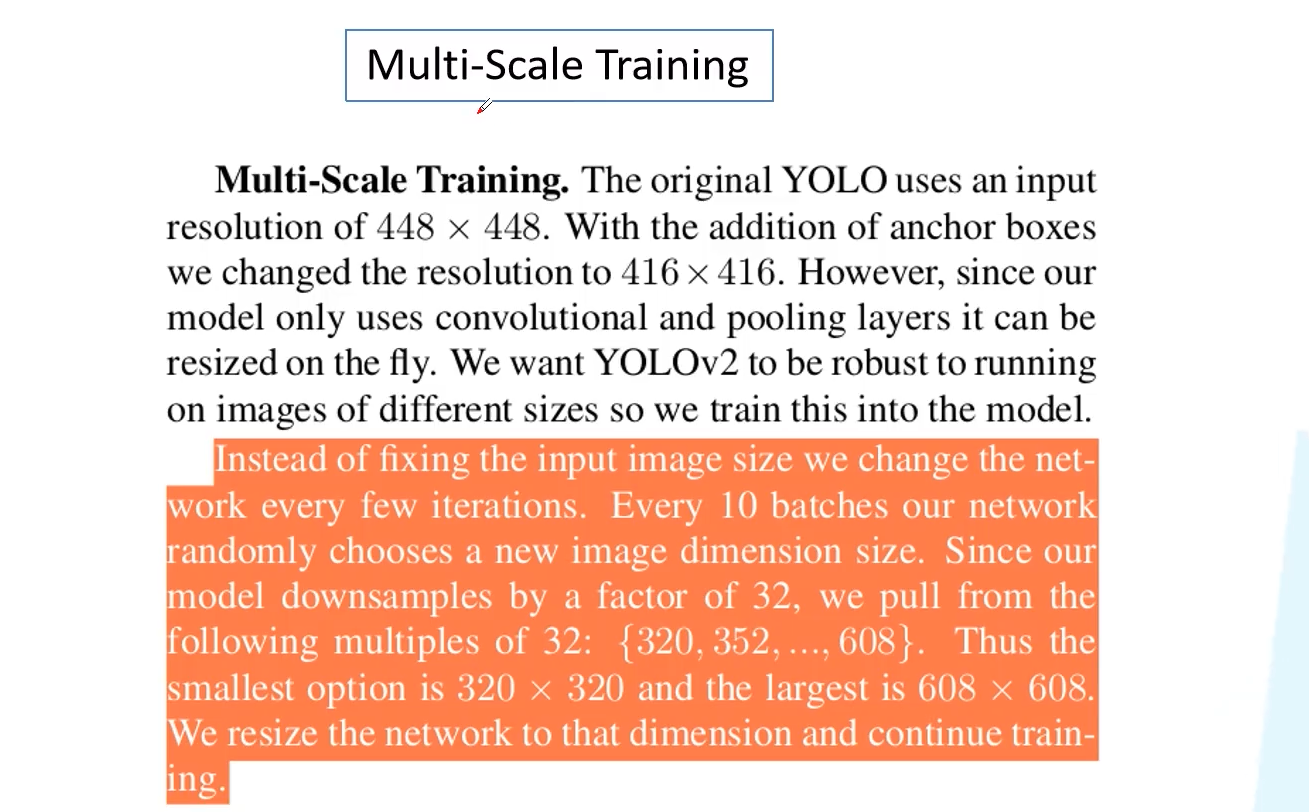 Multi-Scale Training
Multi-Scale Training. The original YOLO uses an input
resolution of 448 × 448. With the addition of anchor boxes
we changed the resolution to 416 × 416. However, since our
model only uses convolutional and pooling layers it can be
resized on the fly. We want YOLOv2 to be robust to running
on images of different sizes so we train this into the model.
Instead of fixing the input image size we change the net-
work every few iterations. Every 10 batches our network
randomly chooses a new image dimension size. Since our
model downsamples by a factor of 32, we pull from the
following multiples of 32: {320, 352, ..., 608}. Thus the
smallest option is 320 × 320 and the largest is 608 × 608.
We resize the network to that dimension and continue train-
ing.